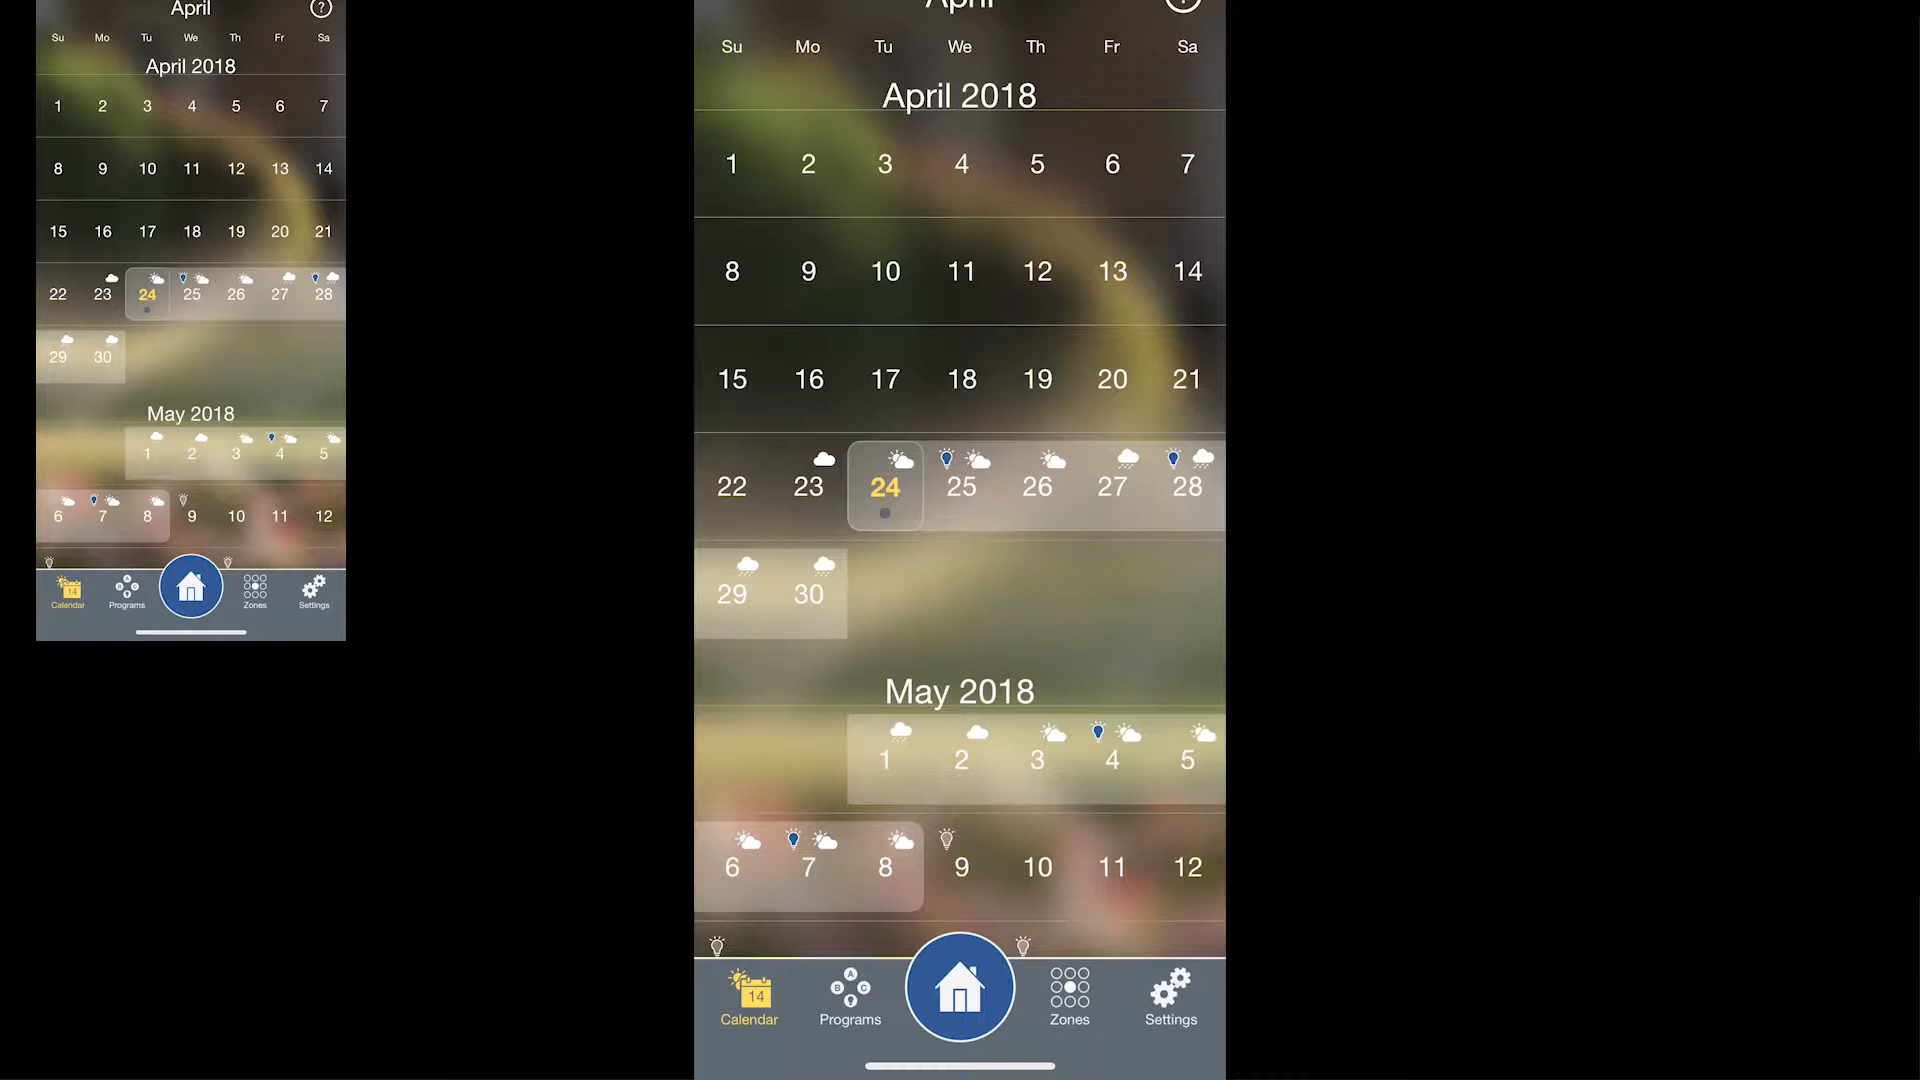 April
?
Su Mo Tu We Th Fr Sa
April 2018
1 2 3 4 5 6 7
8 9 10 11 12 13 14
15 16 17 18 19 20 21
22 23 24 25 26 27 28
29 30
May 2018
1 2 3 4 5
6 7 8 9 10 11 12
14
A
B C
Calendar Programs Zones Settings
April
Su Mo Tu We Th Fr Sa
April 2018
1 2 3 4 5 6 7
8 9 10 11 12 13 14
15 16 17 18 19 20 21
22 23 24 25 26 27 28
29 30
May 2018
1 2 3 4 5
6 7 8 9 10 11 12
14
A
B C
Calendar Programs Zones Settings